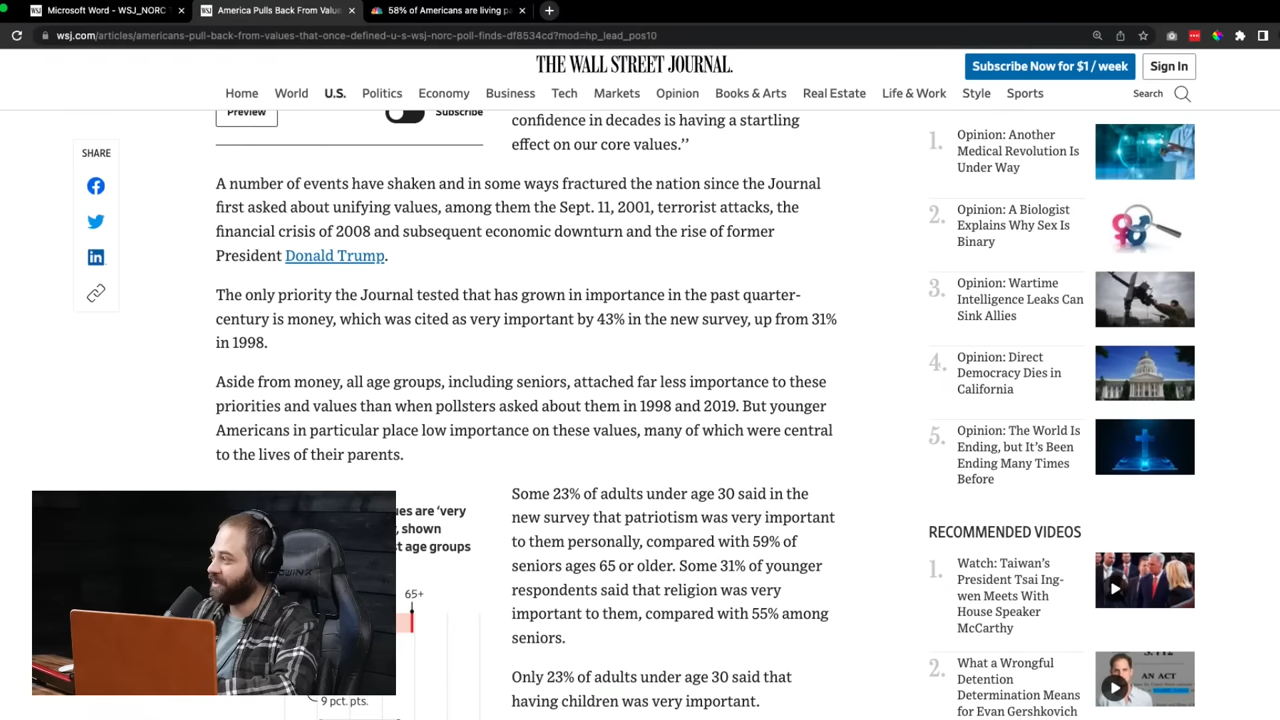 Microsoft Word - WSJ_NORC
America Pulls Back From Value
58% of Americans are living pa
wsj.com/articles/americans-pull-back-from-values-that-once-defined-u-s-wsj-norc-poll-finds-df8534cd?mod=hp_lead_pos10
THE WALL STREET JOURNAL.
Subscribe Now for $1 / week
Sign In
Home World U.S. Politics Economy Business Tech Markets Opinion Books & Arts Real Estate Life & Work Style Sports Search
Preview
Subscribe
SHARE
confidence in decades is having a startling
effect on our core values.’’
A number of events have shaken and in some ways fractured the nation since the Journal
first asked about unifying values, among them the Sept. 11, 2001, terrorist attacks, the
financial crisis of 2008 and subsequent economic downturn and the rise of former
President Donald Trump.
The only priority the Journal tested that has grown in importance in the past quarter-
century is money, which was cited as very important by 43% in the new survey, up from 31%
in 1998.
Aside from money, all age groups, including seniors, attached far less importance to these
priorities and values than when pollsters asked about them in 1998 and 2019. But younger
Americans in particular place low importance on these values, many of which were central
to the lives of their parents.
ues are ‘very
, shown
t age groups
65+
9 pct. pts.
Some 23% of adults under age 30 said in the
new survey that patriotism was very important
to them personally, compared with 59% of
seniors ages 65 or older. Some 31% of younger
respondents said that religion was very
important to them, compared with 55% among
seniors.
Only 23% of adults under age 30 said that
having children was very important.
1. Opinion: Another
Medical Revolution Is
Under Way
2. Opinion: A Biologist
Explains Why Sex Is
Binary
3. Opinion: Wartime
Intelligence Leaks Can
Sink Allies
4. Opinion: Direct
Democracy Dies in
California
5. Opinion: The World Is
Ending, but It’s Been
Ending Many Times
Before
RECOMMENDED VIDEOS
1. Watch: Taiwan’s
President Tsai Ing-
wen Meets With
House Speaker
McCarthy
2. What a Wrongful
Detention
Determination Means
for Evan Gershkovich
AN ACT